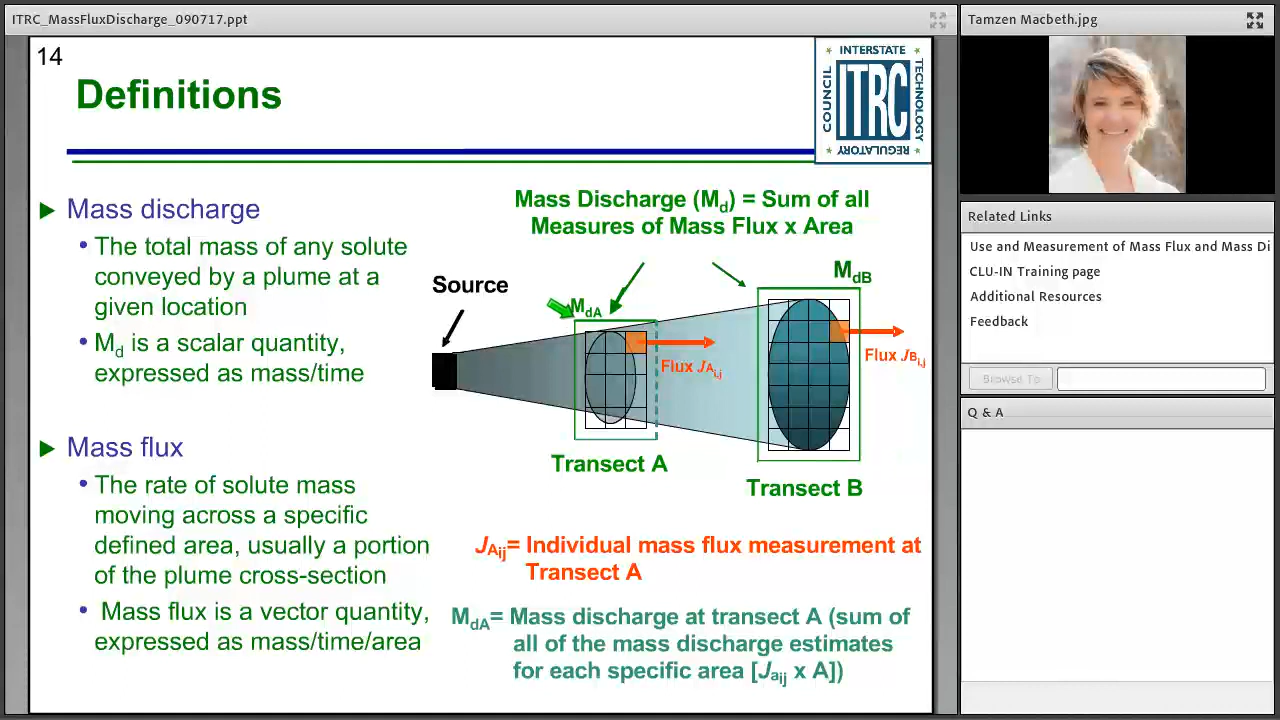 ITRC_MassFluxDischarge_090717.ppt
14
Definitions
INTERSTATE
COUNCIL
ITRC
TECHNOLOGY
REGULATORY
Mass discharge
• The total mass of any solute
conveyed by a plume at a
given location
• Md is a scalar quantity,
expressed as mass/time
Mass flux
• The rate of solute mass
moving across a specific
defined area, usually a portion
of the plume cross-section
• Mass flux is a vector quantity,
expressed as mass/time/area
Mass Discharge (Md) = Sum of all
Measures of Mass Flux x Area
Source
MdA
MdB
Flux JAi,j
Flux JBi,j
Transect A
Transect B
JAij= Individual mass flux measurement at
Transect A
MdA= Mass discharge at transect A (sum of
all of the mass discharge estimates
for each specific area [Jaij x A])
Tamzen Macbeth.jpg
Related Links
Use and Measurement of Mass Flux and Mass Di
CLU-IN Training page
Additional Resources
Feedback
Browse To
Q & A